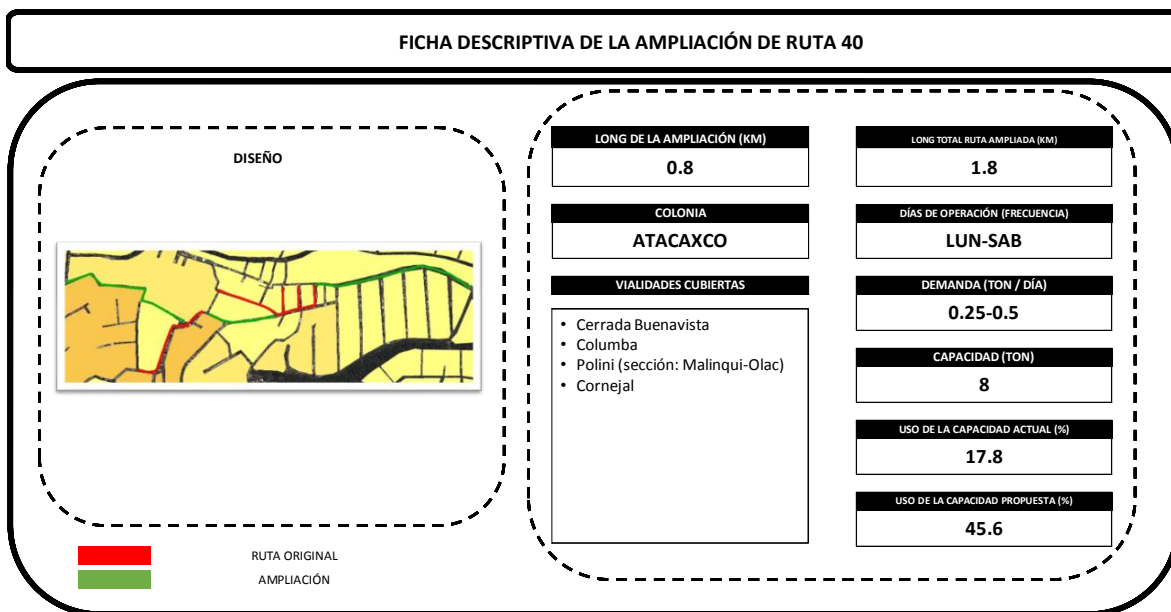 FICHA DESCRIPTIVA DE LA AMPLIACIÓN DE RUTA 40
DISEÑO
RUTA ORIGINAL
AMPLIACIÓN
LONG DE LA AMPLIACIÓN (KM)
0.8
COLONIA
ATACAXCO
VIALIDADES CUBIERTAS
• Cerrada Buenavista
• Columba
• Polini (sección: Malinqui-Olac)
• Cornejal
LONG TOTAL RUTA AMPLIADA (KM)
1.8
DÍAS DE OPERACIÓN (FRECUENCIA)
LUN-SAB
DEMANDA (TON / DÍA)
0.25-0.5
CAPACIDAD (TON)
8
USO DE LA CAPACIDAD ACTUAL (%)
17.8
USO DE LA CAPACIDAD PROPUESTA (%)
45.6